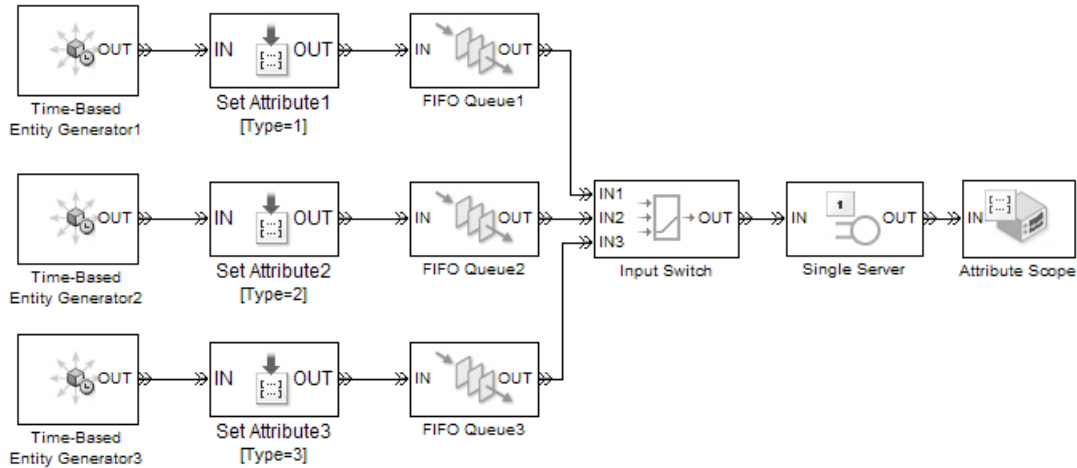 OUT
Time-Based
Entity Generator1
IN
[...]
OUT
Set Attribute1
[Type=1]
IN
OUT
FIFO Queue1
OUT
Time-Based
Entity Generator2
IN
[...]
OUT
Set Attribute2
[Type=2]
IN
OUT
FIFO Queue2
OUT
Time-Based
Entity Generator3
IN
[...]
OUT
Set Attribute3
[Type=3]
IN
OUT
FIFO Queue3
IN1
IN2
IN3
OUT
Input Switch
IN
1
OUT
Single Server
IN
[...]
Attribute Scope